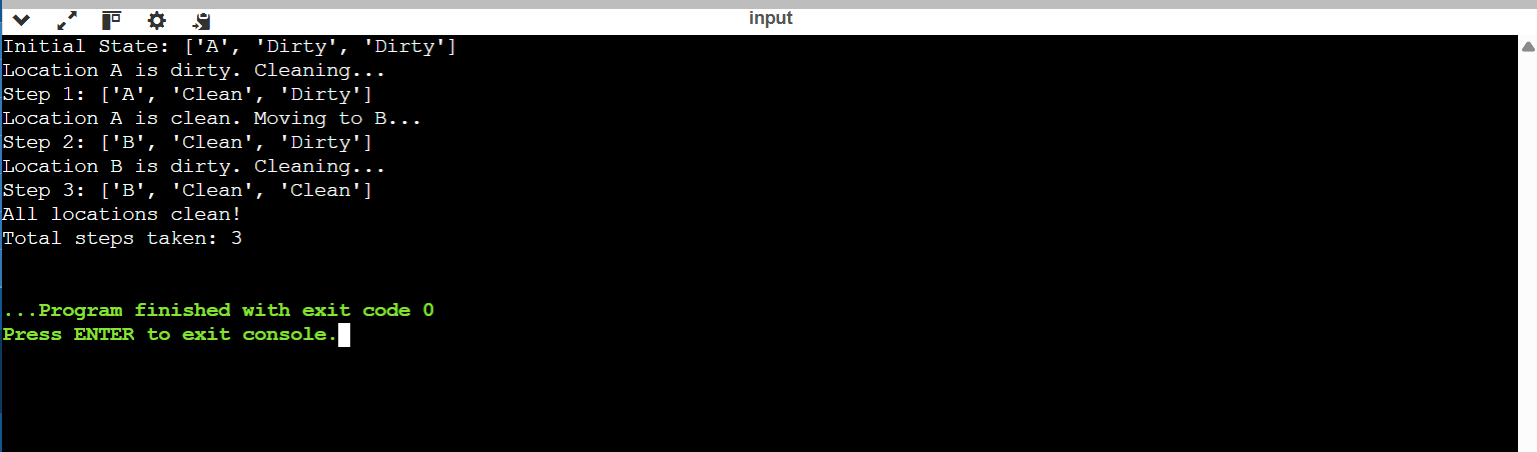 input
Initial State: ['A', 'Dirty', 'Dirty']
Location A is dirty. Cleaning...
Step 1: ['A', 'Clean', 'Dirty']
Location A is clean. Moving to B...
Step 2: ['B', 'Clean', 'Dirty']
Location B is dirty. Cleaning...
Step 3: ['B', 'Clean', 'Clean']
All locations clean!
Total steps taken: 3
...Program finished with exit code 0
Press ENTER to exit console.